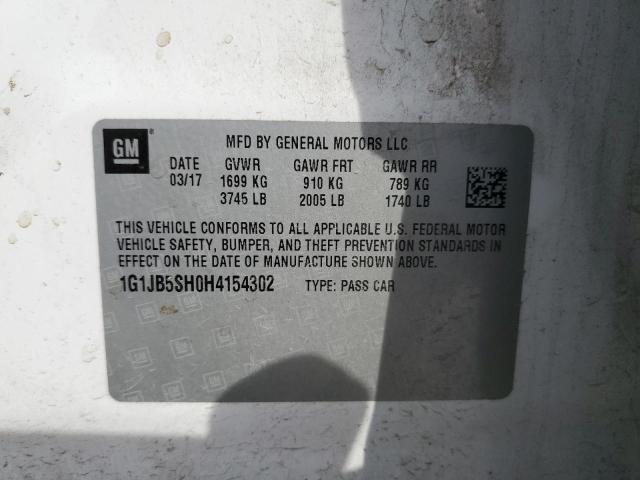 GM
MFD BY GENERAL MOTORS LLC
DATE GVWR GAWR FRT GAWR RR
03/17 1699 KG 910 KG 789 KG
3745 LB 2005 LB 1740 LB
THIS VEHICLE CONFORMS TO ALL APPLICABLE U.S. FEDERAL MOTOR
VEHICLE SAFETY, BUMPER, AND THEFT PREVENTION STANDARDS IN
EFFECT ON THE DATE OF MANUFACTURE SHOWN ABOVE.
1G1JB5SH0H4154302 TYPE: PASS CAR